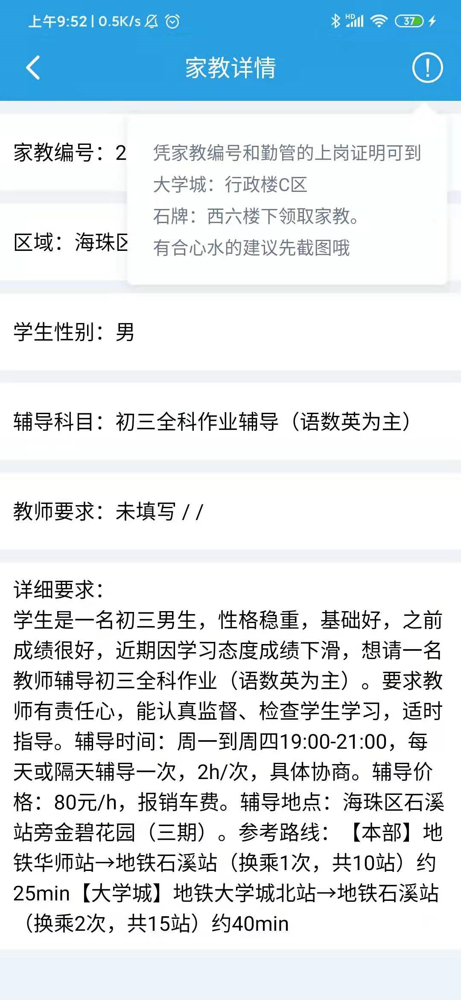 上午9:52 | 0.5K/s
HD
37
家教详情
家教编号：2
凭家教编号和勤管的上岗证明可到
大学城：行政楼C区
石牌：西六楼下领取家教。
有合心水的建议先截图哦
区域：海珠区
学生性别：男
辅导科目：初三全科作业辅导（语数英为主）
教师要求：未填写 / /
详细要求：
学生是一名初三男生，性格稳重，基础好，之前
成绩很好，近期因学习态度成绩下滑，想请一名
教师辅导初三全科作业（语数英为主）。要求教
师有责任心，能认真监督、检查学生学习，适时
指导。辅导时间：周一到周四19:00-21:00，每
天或隔天辅导一次，2h/次，具体协商。辅导价
格：80元/h，报销车费。辅导地点：海珠区石溪
站旁金碧花园（三期）。参考路线：【本部】地
铁华师站→地铁石溪站（换乘1次，共10站）约
25min【大学城】地铁大学城北站→地铁石溪站
（换乘2次，共15站）约40min